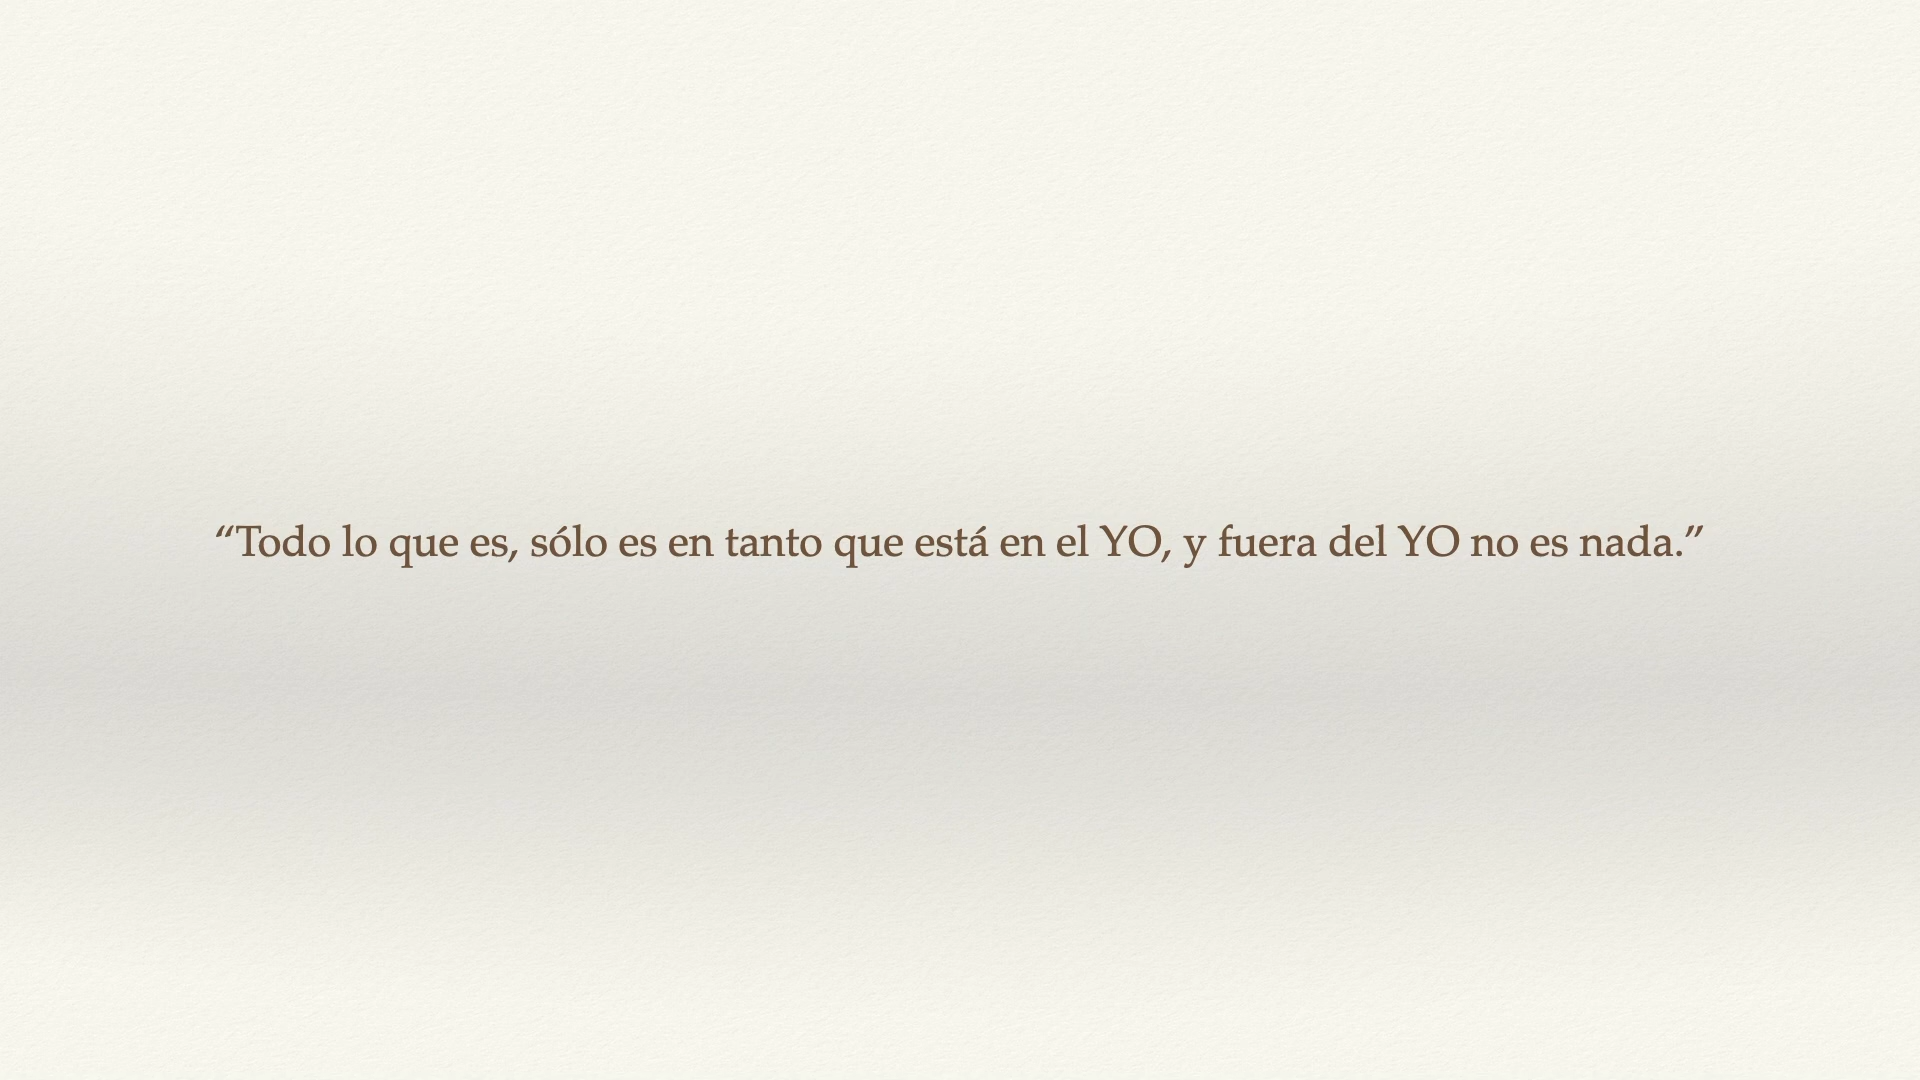 “Todo lo que es, sólo es en tanto que está en el YO, y fuera del YO no es nada.”